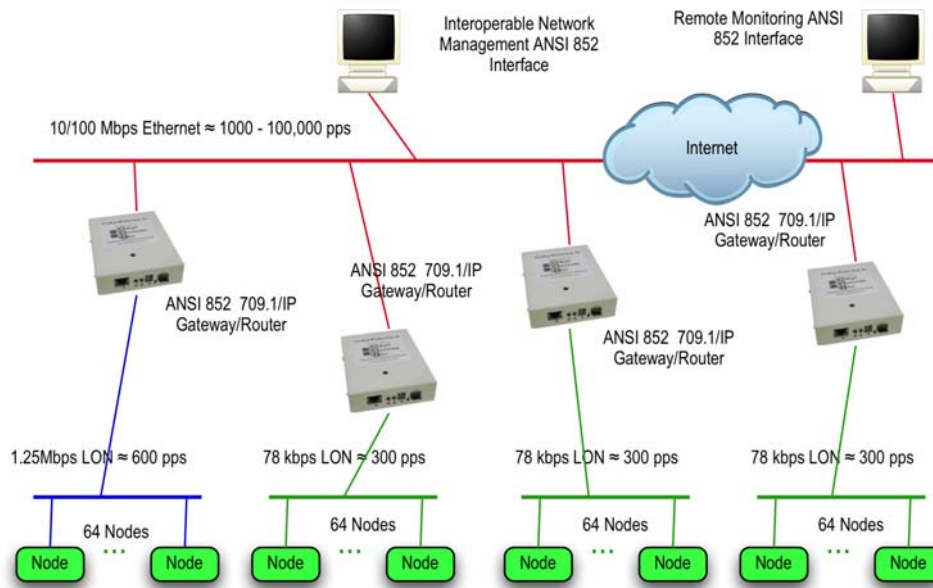 Interoperable Network
Management ANSI 852
Interface
Remote Monitoring ANSI
852 Interface
10/100 Mbps Ethernet ≈ 1000 - 100,000 pps
Internet
ANSI 852 709.1/IP
Gateway/Router
ANSI 852 709.1/IP
Gateway/Router
ANSI 852 709.1/IP
Gateway/Router
ANSI 852 709.1/IP
Gateway/Router
1.25Mbps LON ≈ 600 pps
78 kbps LON ≈ 300 pps
78 kbps LON ≈ 300 pps
78 kbps LON ≈ 300 pps
64 Nodes
64 Nodes
64 Nodes
64 Nodes
Node
...
Node
Node
...
Node
Node
...
Node
Node
...
Node